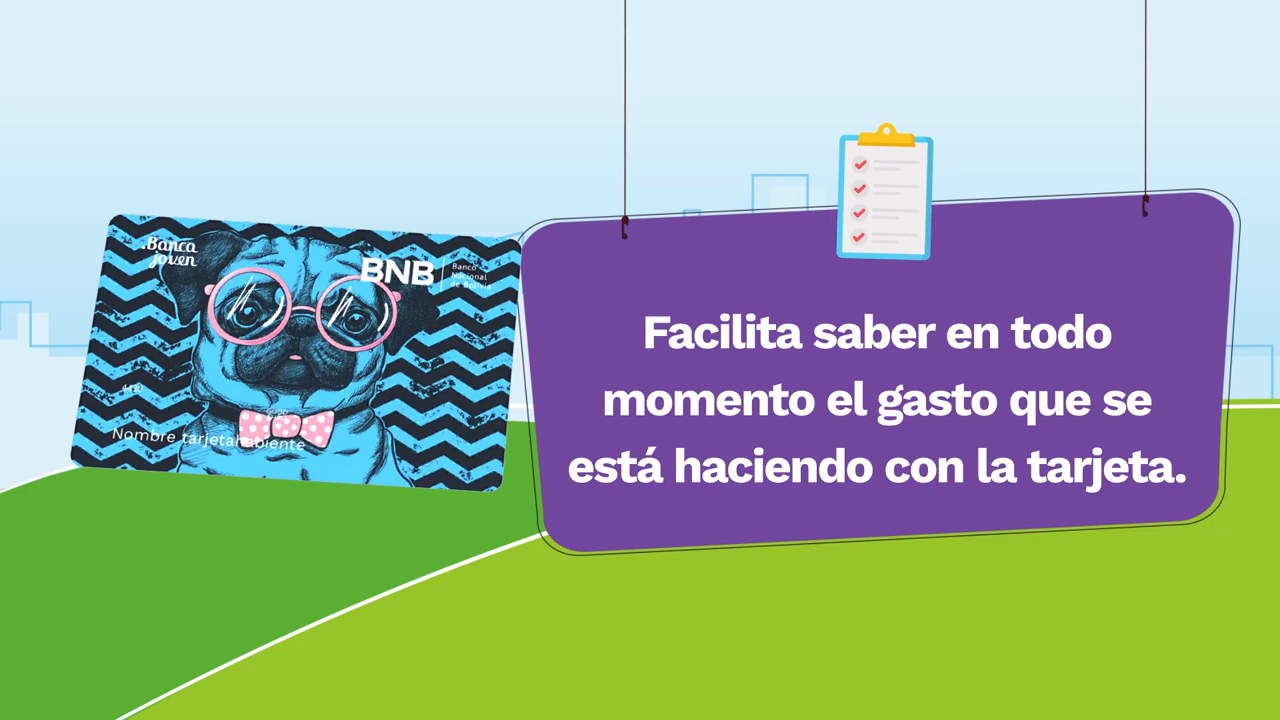 Banca
joven
BNB
Banco
Nacional
de Bolivia
Nombre tarjetahabiente
Facilita saber en todo
momento el gasto que se
está haciendo con la tarjeta.